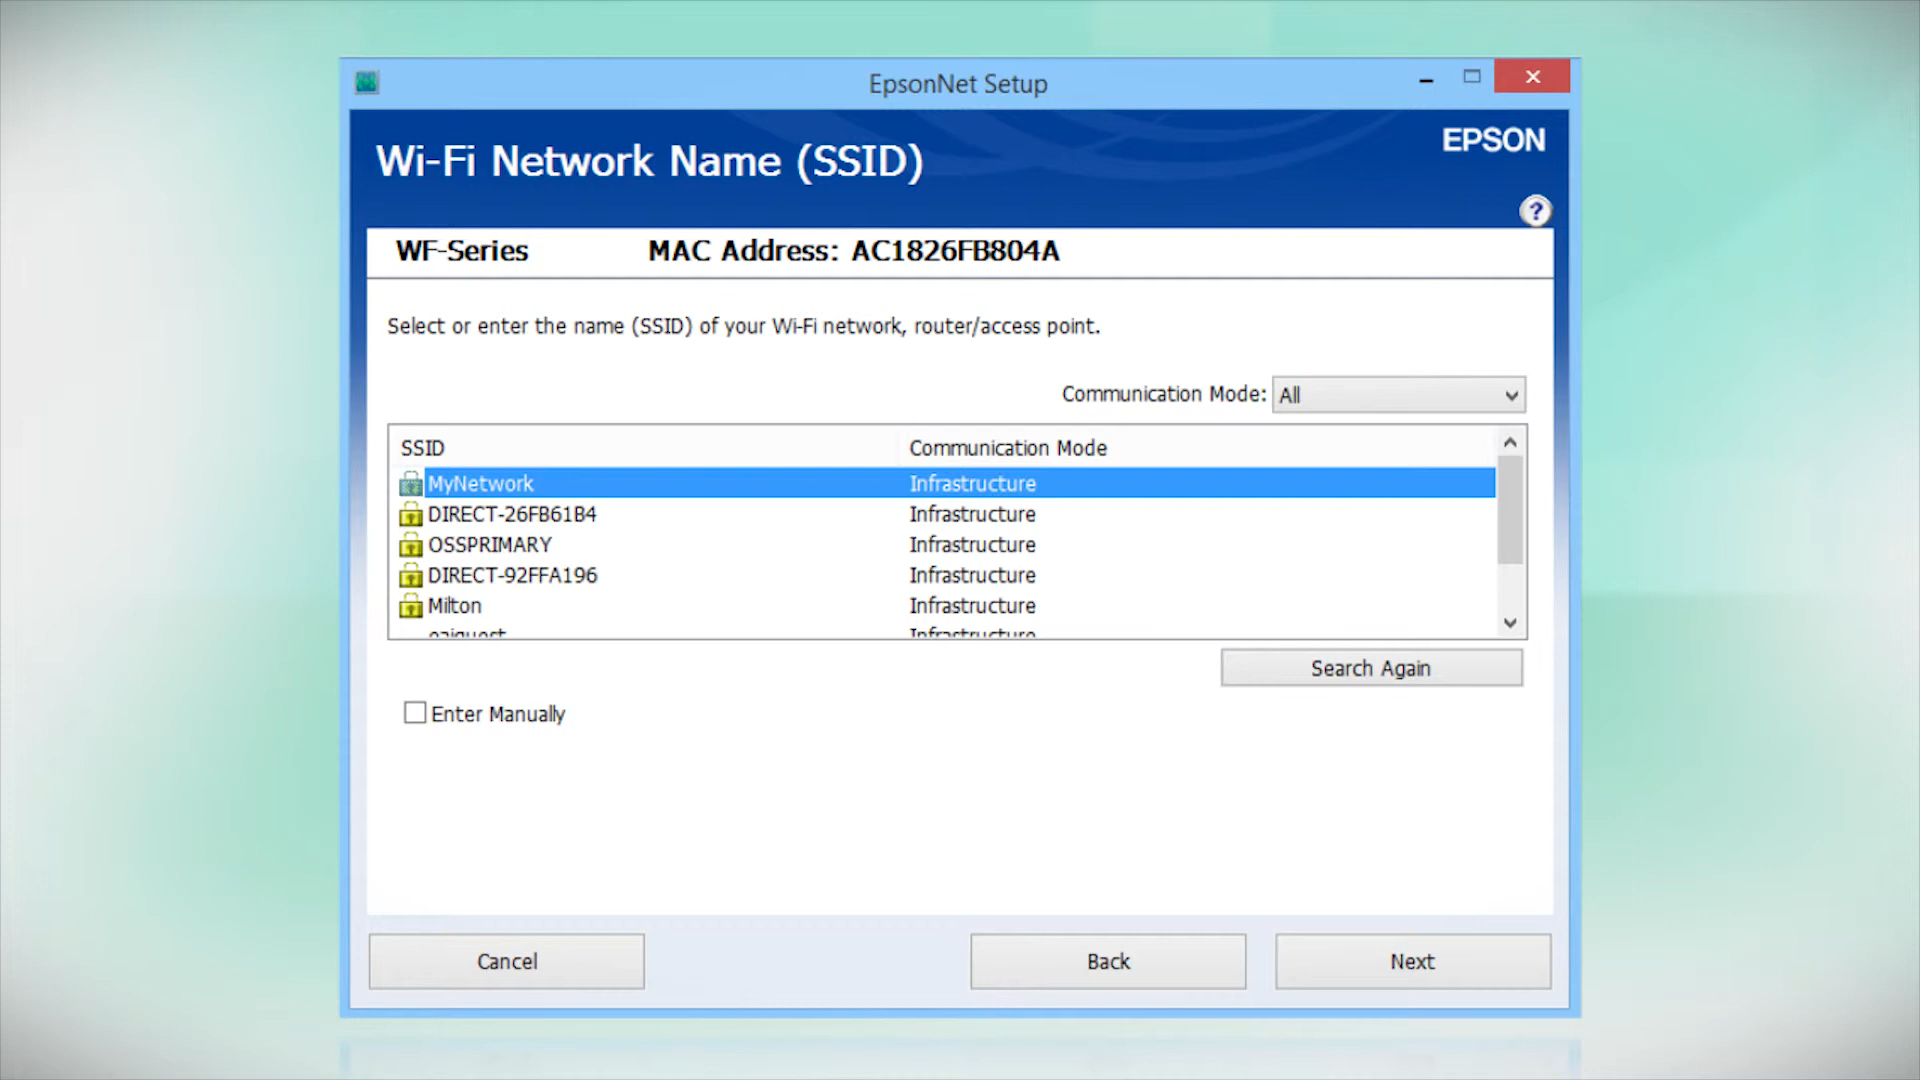 EpsonNet Setup
Wi-Fi Network Name (SSID)
EPSON
?
WF-Series MAC Address: AC1826FB804A
Select or enter the name (SSID) of your Wi-Fi network, router/access point.
Communication Mode: All
SSID Communication Mode
MyNetwork Infrastructure
DIRECT-26FB61B4 Infrastructure
OSSPRIMARY Infrastructure
DIRECT-92FFA196 Infrastructure
Milton Infrastructure
Infrastructure
Search Again
Enter Manually
Cancel Back Next